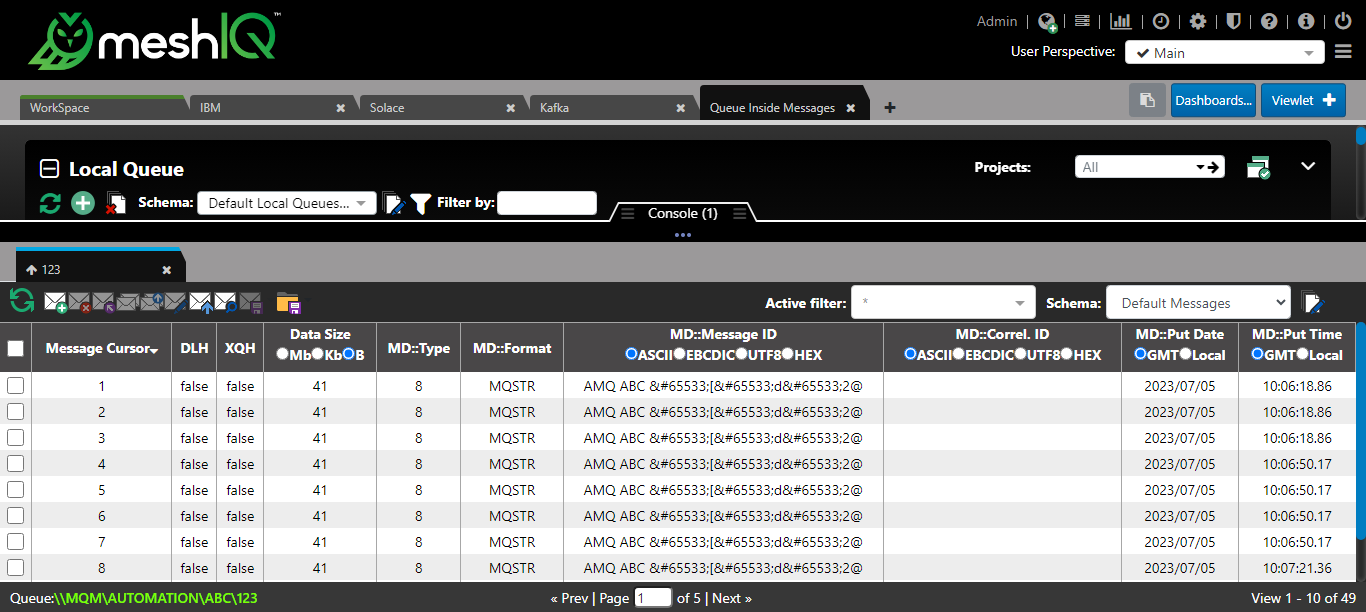 meshIQ™
Admin
User Perspective: Main
WorkSpace IBM Solace Kafka Queue Inside Messages
Dashboards... Viewlet
Local Queue
Projects: All
Schema: Default Local Queues... Filter by:
Console (1)
123
Active filter: * Schema: Default Messages
Message Cursor DLH XQH Data Size MD::Type MD::Format MD::Message ID MD::Correl. ID MD::Put Date MD::Put Time
Mb Kb B ASCII EBCDIC UTF8 HEX ASCII EBCDIC UTF8 HEX GMT Local GMT Local
1 false false 41 8 MQSTR AMQ ABC &#65533;[&#65533;d&#65533;2@ 2023/07/05 10:06:18.86
2 false false 41 8 MQSTR AMQ ABC &#65533;[&#65533;d&#65533;2@ 2023/07/05 10:06:18.86
3 false false 41 8 MQSTR AMQ ABC &#65533;[&#65533;d&#65533;2@ 2023/07/05 10:06:18.86
4 false false 41 8 MQSTR AMQ ABC &#65533;[&#65533;d&#65533;2@ 2023/07/05 10:06:50.17
5 false false 41 8 MQSTR AMQ ABC &#65533;[&#65533;d&#65533;2@ 2023/07/05 10:06:50.17
6 false false 41 8 MQSTR AMQ ABC &#65533;[&#65533;d&#65533;2@ 2023/07/05 10:06:50.17
7 false false 41 8 MQSTR AMQ ABC &#65533;[&#65533;d&#65533;2@ 2023/07/05 10:06:50.17
8 false false 41 8 MQSTR AMQ ABC &#65533;[&#65533;d&#65533;2@ 2023/07/05 10:07:21.36
Queue:\\MQM\AUTOMATION\ABC\123 « Prev | Page 1 of 5 | Next » View 1 - 10 of 49